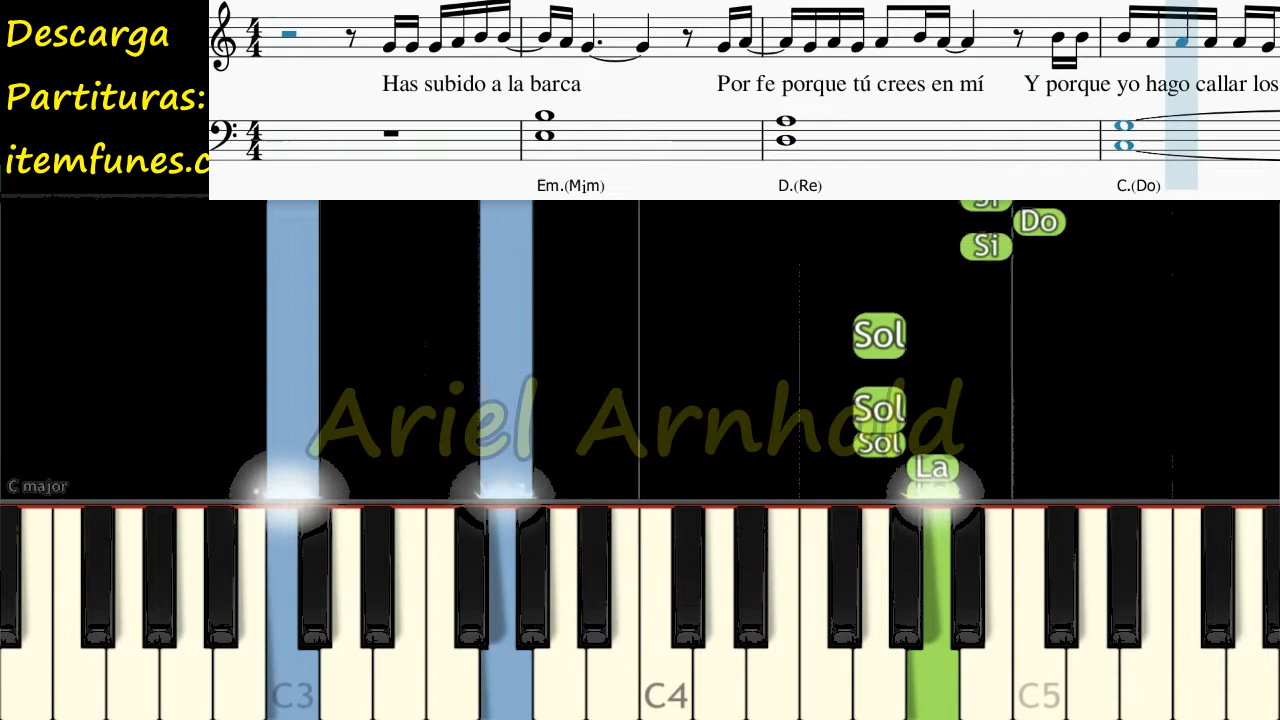 Descarga
Partituras:
itemfunes.c
Has subido a la barca Por fe porque tú crees en mí Y porque yo hago callar los
Em.(Mim) D.(Re) C.(Do)
Si
Do
Si
Sol
Sol
Sol
La
Ariel Arnhold
C major
C3 C4 C5